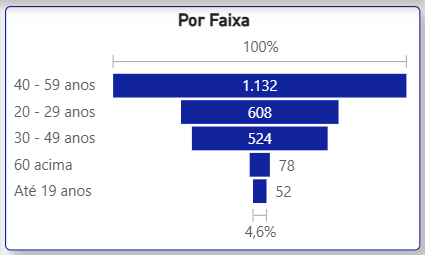 Por Faixa
100%
40 - 59 anos 1.132
20 - 29 anos 608
30 - 49 anos 524
60 acima 78
Até 19 anos 52
4,6%